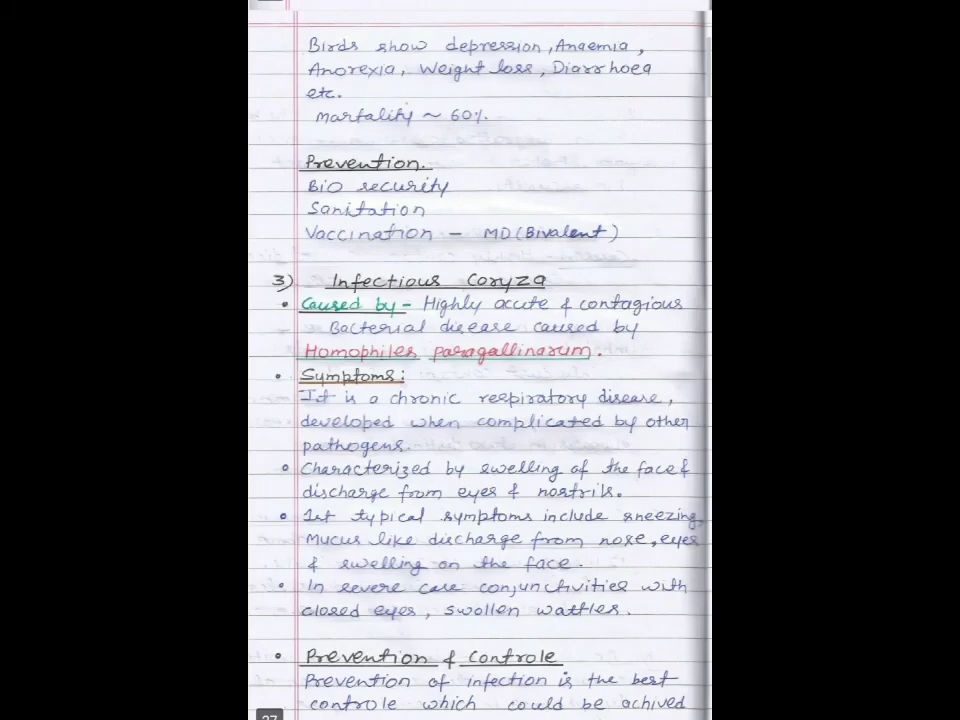 Birds show depression, Anaemia,
Anorexia, Weight loss, Diarrhoea
etc.
Martality ~ 60%.
Prevention.
Bio security
Sanitation
Vaccination - MD (Bivalent)
3) Infectious Coryza
• Caused by - Highly acute & contagious
Bacterial disease caused by
Homophiles paragallinarum.
• Symptoms:
It is a chronic respiratory disease,
developed when complicated by other
pathogens.
• Characterized by swelling of the face &
discharge from eyes & nostrils.
• 1st typical symptoms include sneezing,
Mucus like discharge from nose, eyes
& swelling on the face.
• In severe case conjunctivities with
closed eyes, swollen wattles.
• Prevention & Controle
Prevention of infection is the best
controle which could be achived
27